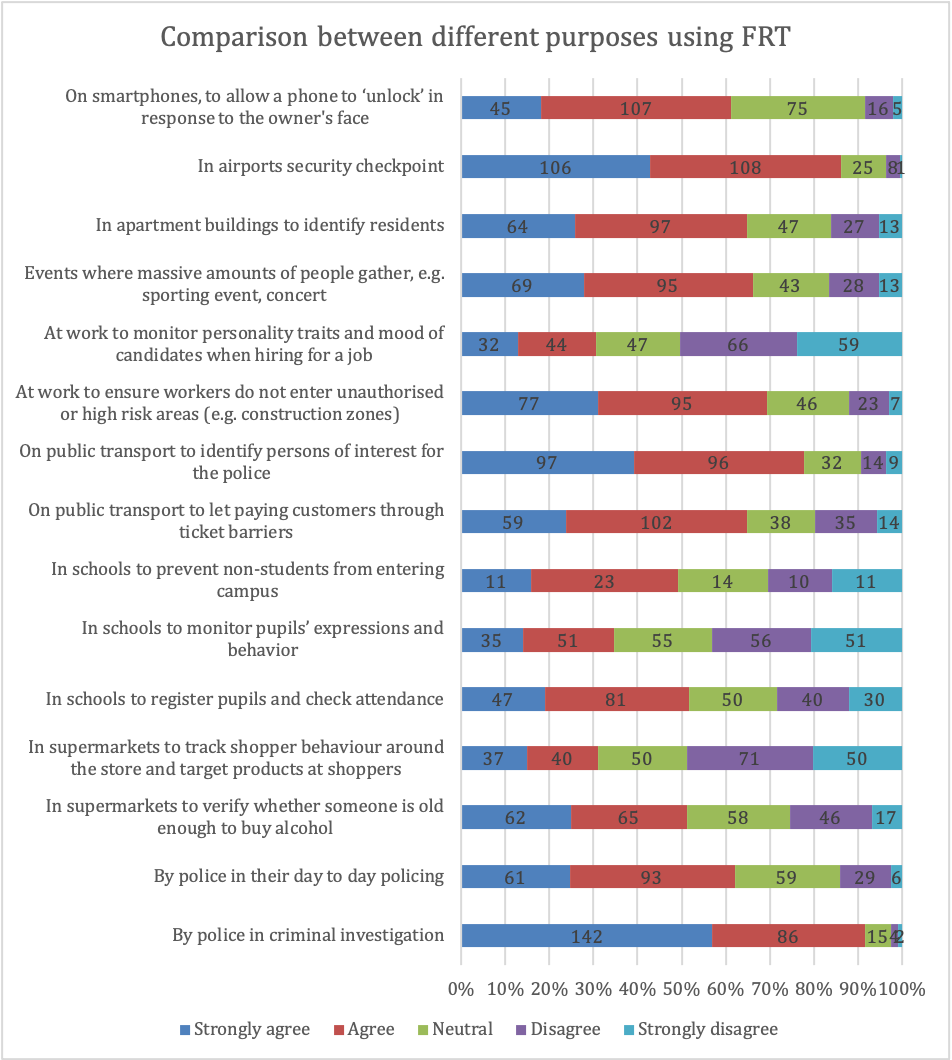 Comparison between different purposes using FRT
On smartphones, to allow a phone to ‘unlock’ in
response to the owner's face
45 107 75 16 5
In airports security checkpoint
106 108 25 8 1
In apartment buildings to identify residents
64 97 47 27 13
Events where massive amounts of people gather, e.g.
sporting event, concert
69 95 43 28 13
At work to monitor personality traits and mood of
candidates when hiring for a job
32 44 47 66 59
At work to ensure workers do not enter unauthorised
or high risk areas (e.g. construction zones)
77 95 46 23 7
On public transport to identify persons of interest for
the police
97 96 32 14 9
On public transport to let paying customers through
ticket barriers
59 102 38 35 14
In schools to prevent non-students from entering
campus
11 23 14 10 11
In schools to monitor pupils’ expressions and
behavior
35 51 55 56 51
In schools to register pupils and check attendance
47 81 50 40 30
In supermarkets to track shopper behaviour around
the store and target products at shoppers
37 40 50 71 50
In supermarkets to verify whether someone is old
enough to buy alcohol
62 65 58 46 17
By police in their day to day policing
61 93 59 29 6
By police in criminal investigation
142 86 15 4 2
0% 10% 20% 30% 40% 50% 60% 70% 80% 90% 100%
Strongly agree Agree Neutral Disagree Strongly disagree